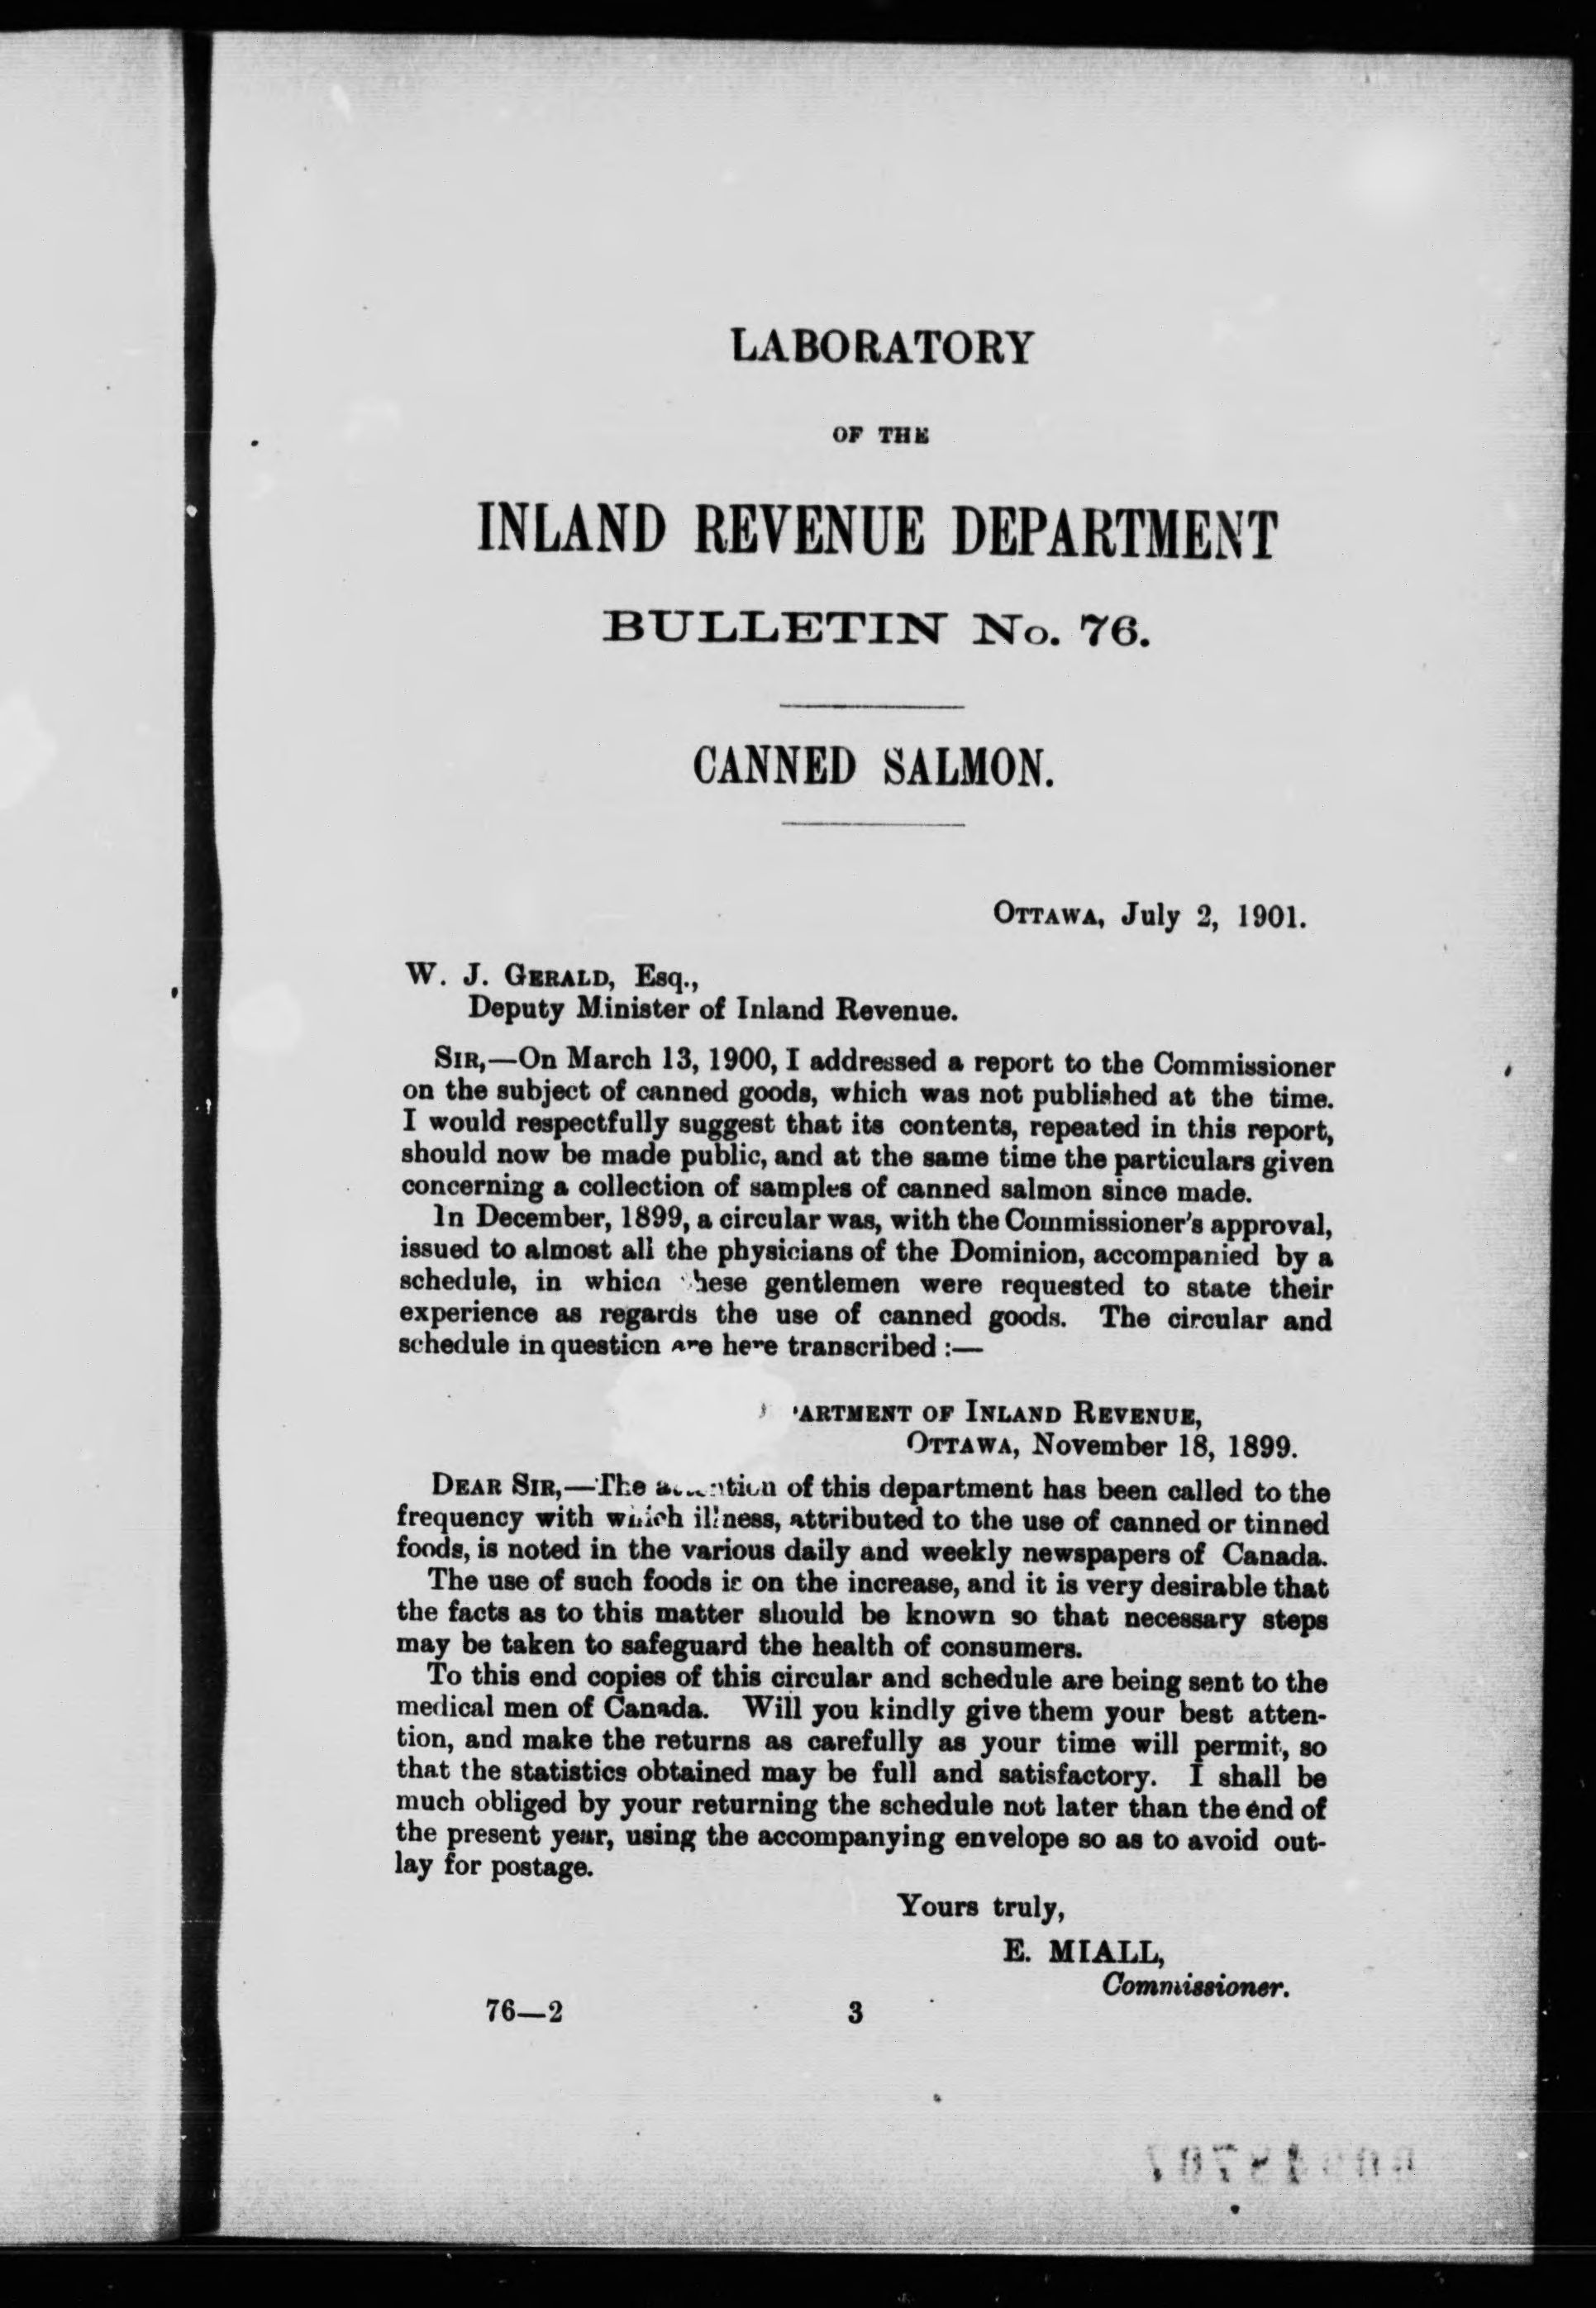 LABORATORY
OF THE
INLAND REVENUE DEPARTMENT
BULLETIN No. 76.
CANNED SALMON.
OTTAWA, July 2, 1901.
W. J. GERALD, Esq.,
Deputy Minister of Inland Revenue.
SIR,—On March 13, 1900, I addressed a report to the Commissioner
on the subject of canned goods, which was not published at the time.
I would respectfully suggest that its contents, repeated in this report,
should now be made public, and at the same time the particulars given
concerning a collection of samples of canned salmon since made.
In December, 1899, a circular was, with the Commissioner's approval,
issued to almost all the physicians of the Dominion, accompanied by a
schedule, in which these gentlemen were requested to state their
experience as regards the use of canned goods. The circular and
schedule in question are here transcribed :—
OF INLAND REVENUE,
OTTAWA, November 18, 1899.
DEAR SIR,—The attention of this department has been called to the
frequency with which illness, attributed to the use of canned or tinned
foods, is noted in the various daily and weekly newspapers of Canada.
The use of such foods is on the increase, and it is very desirable that
the facts as to this matter should be known so that necessary steps
may be taken to safeguard the health of consumers.
To this end copies of this circular and schedule are being sent to the
medical men of Canada. Will you kindly give them your best atten-
tion, and make the returns as carefully as your time will permit, so
that the statistics obtained may be full and satisfactory. I shall be
much obliged by your returning the schedule not later than the end of
the present year, using the accompanying envelope so as to avoid out-
lay for postage.
Yours truly,
E. MIALL,
Commissioner.
76—2 3